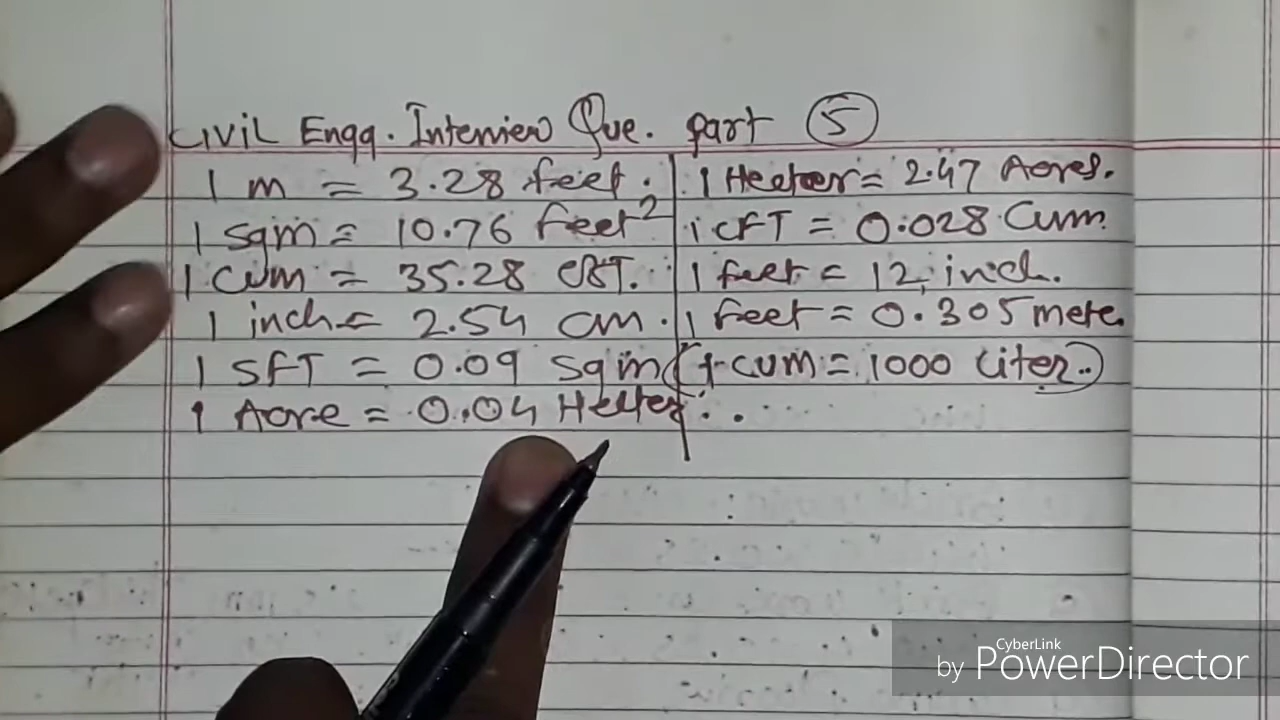 Civil Engg. Interview Que. part 5
1 m = 3.28 feet.
1 sqm = 10.76 feet2
1 cum = 35.28 CFT.
1 inch = 2.54 cm.
1 SFT = 0.09 sqm
1 Acre = 0.04 Hecter
1 Hecter = 2.47 Acres.
1 CFT = 0.028 Cum
1 feet = 12 inch.
1 feet = 0.305 mete.
1 cum = 1000 Liter..
CyberLink
by PowerDirector